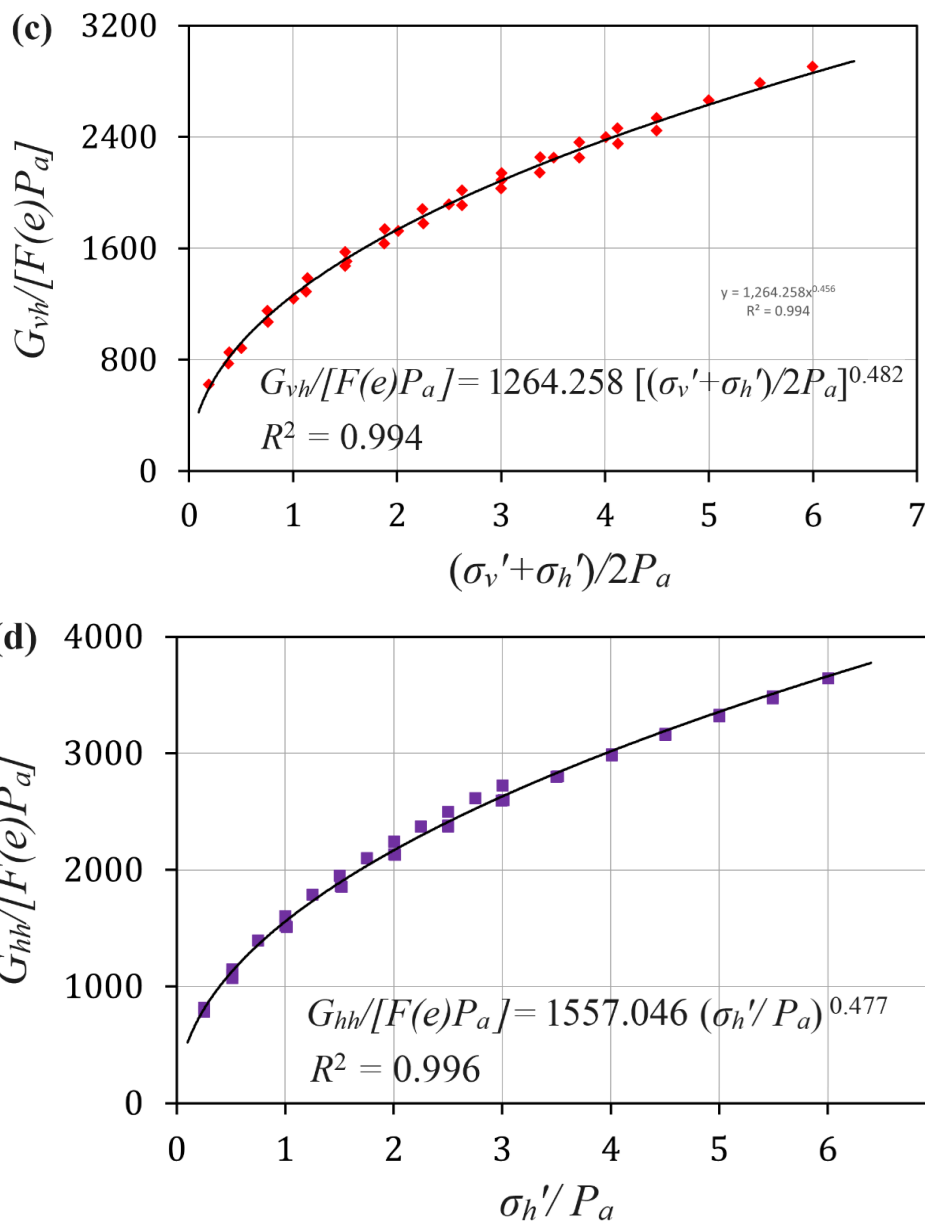 (c)
3200
2400
1600
800
0
Gvh/[F(e)Pa]
y = 1,264.258x^0.456
R² = 0.994
Gvh/[F(e)Pa] = 1264.258 [(σv'+σh')/2Pa]^0.482
R² = 0.994
0 1 2 3 4 5 6 7
(σv'+σh')/2Pa
(d)
4000
3000
2000
1000
0
Ghh/[F(e)Pa]
Ghh/[F(e)Pa] = 1557.046 (σh'/ Pa)^0.477
R² = 0.996
0 1 2 3 4 5 6
σh'/ Pa